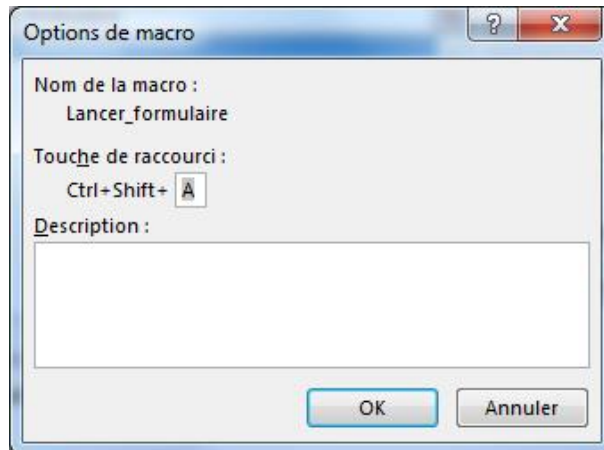 Options de macro
Nom de la macro :
Lancer_formulaire
Touche de raccourci :
Ctrl+Shift+ A
Description :
OK Annuler